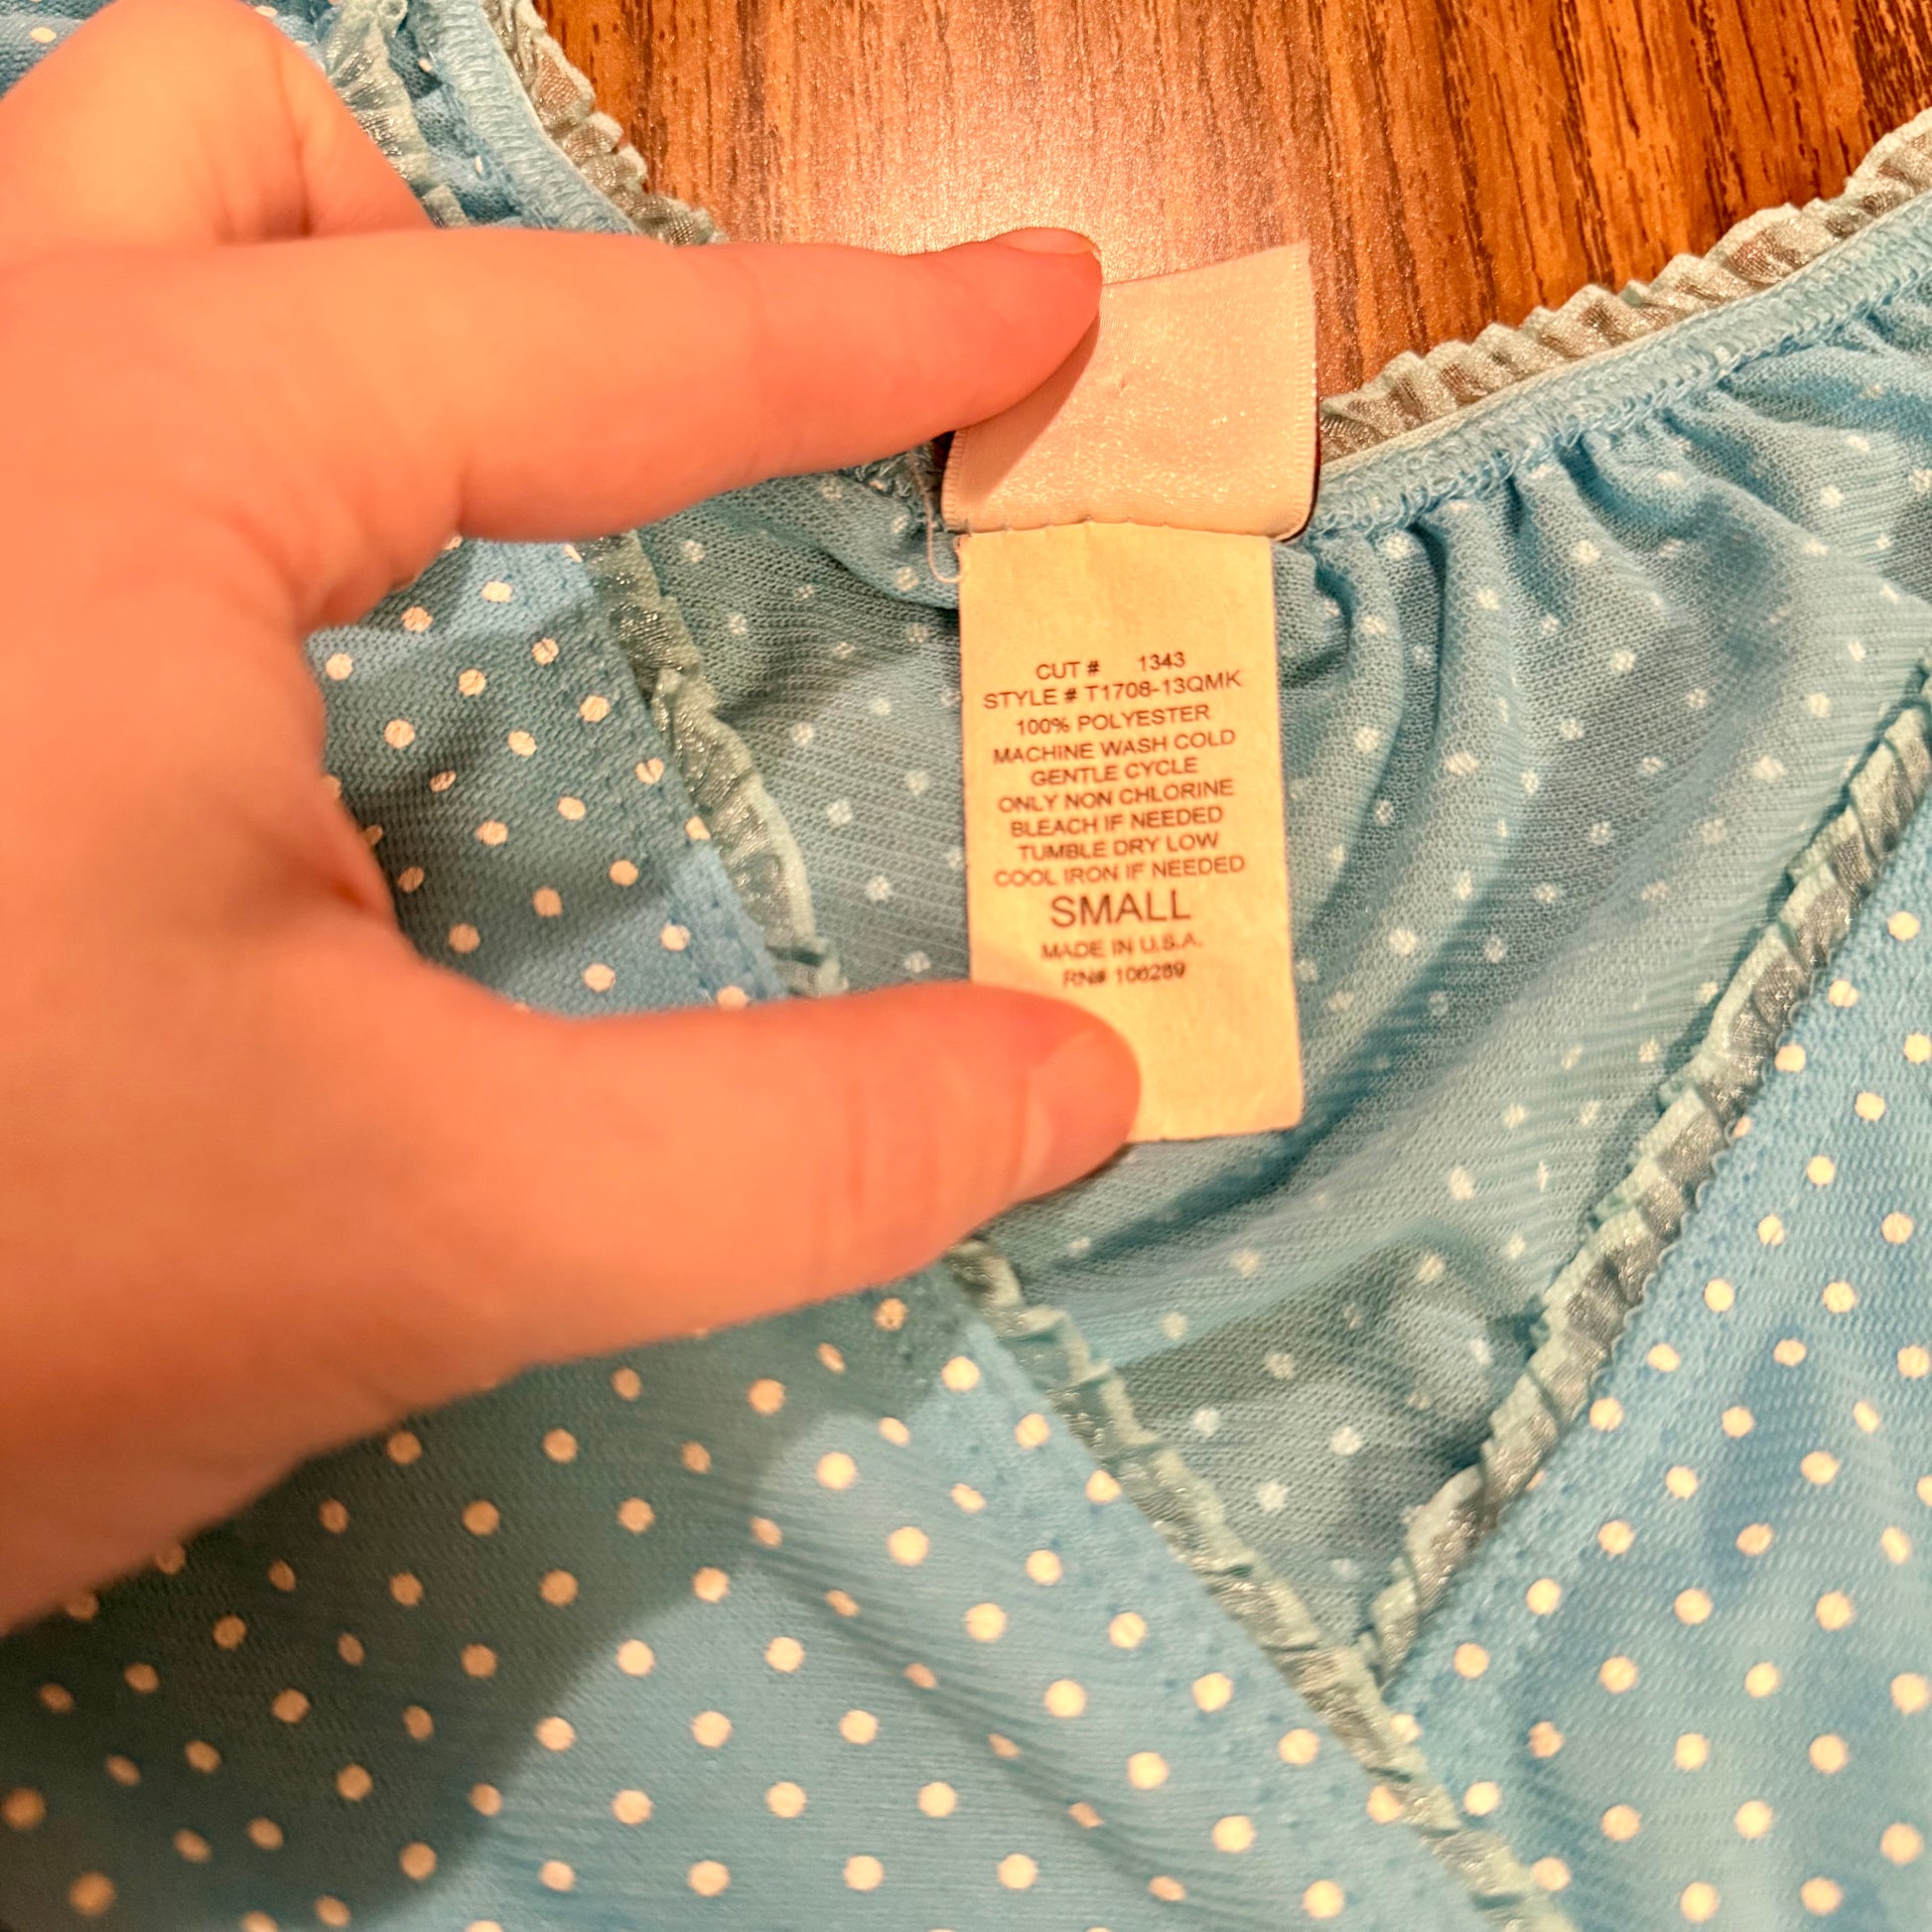 CUT # 1343
STYLE # T1708-13QMK
100% POLYESTER
MACHINE WASH COLD
GENTLE CYCLE
ONLY NON CHLORINE
BLEACH IF NEEDED
TUMBLE DRY LOW
COOL IRON IF NEEDED
SMALL
MADE IN U.S.A.
RN# 106289